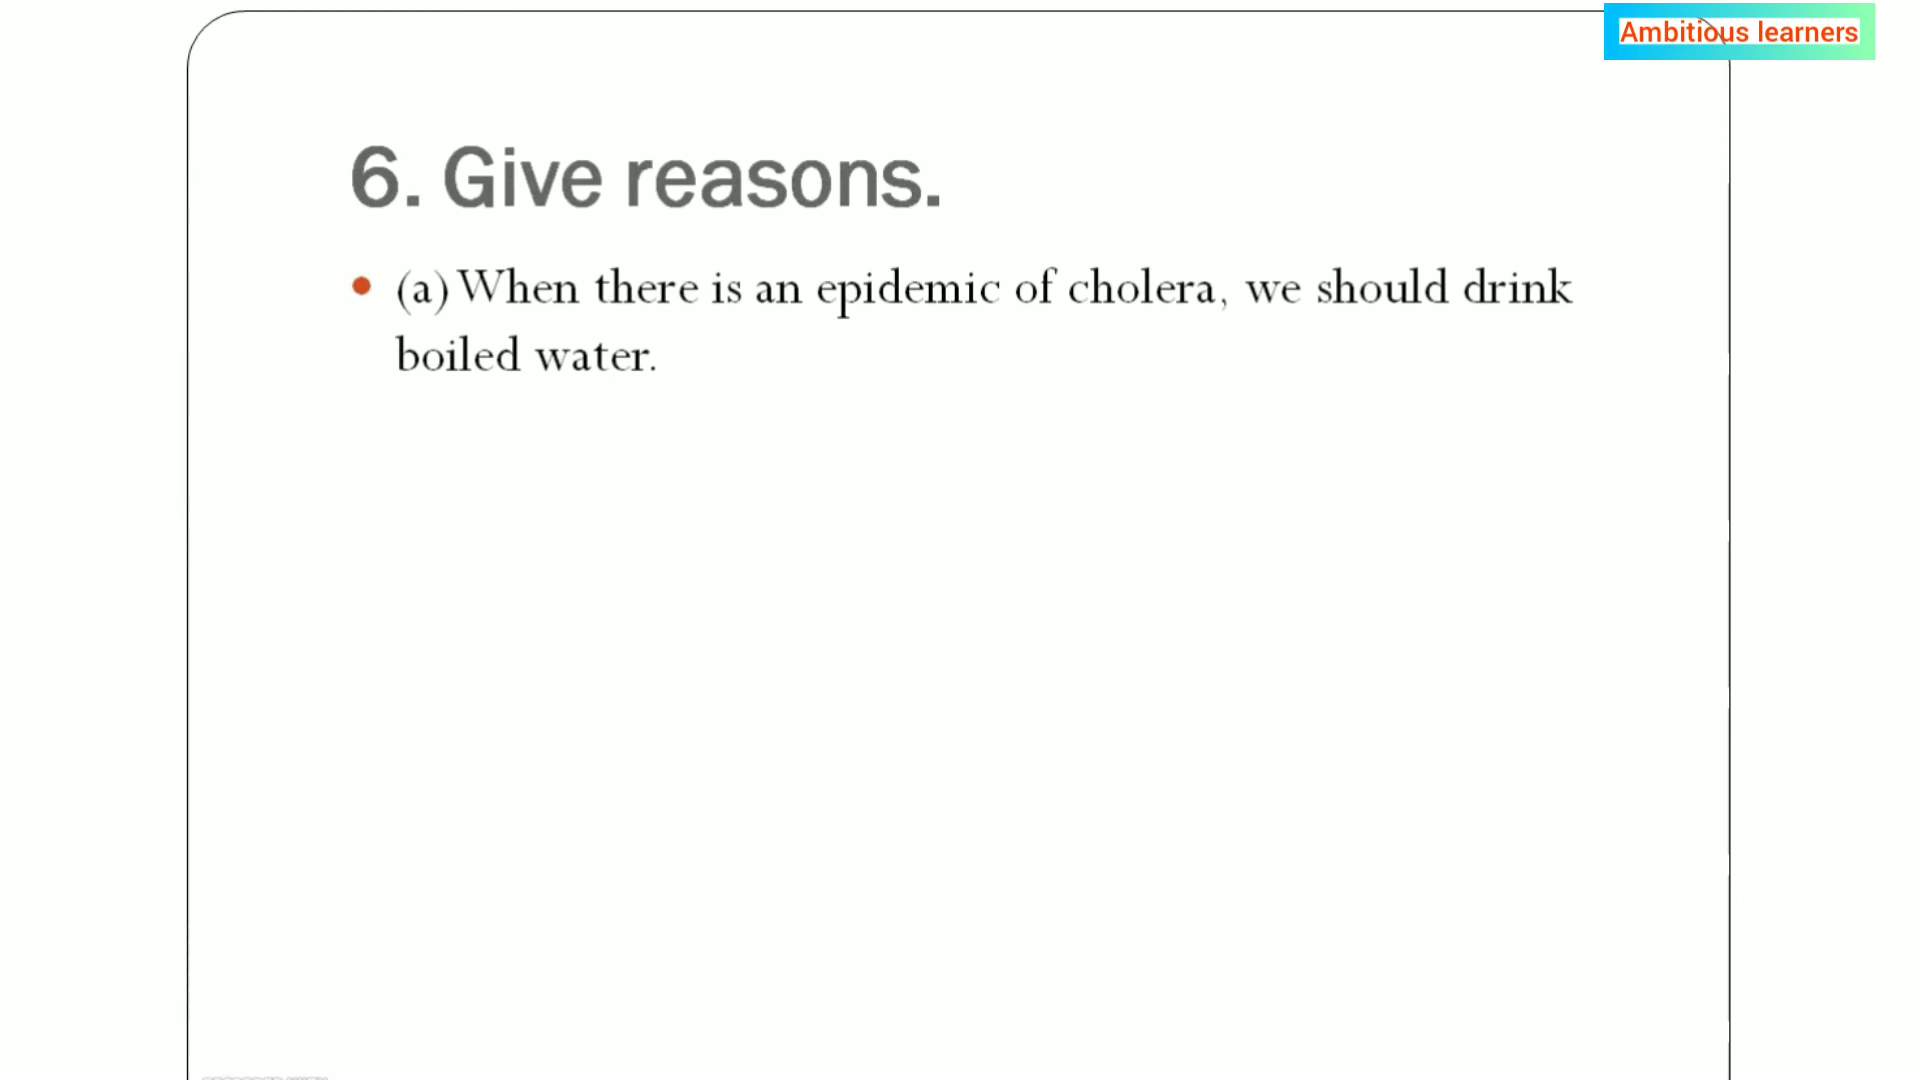 Ambitious learners
6. Give reasons.
• (a) When there is an epidemic of cholera, we should drink
boiled water.